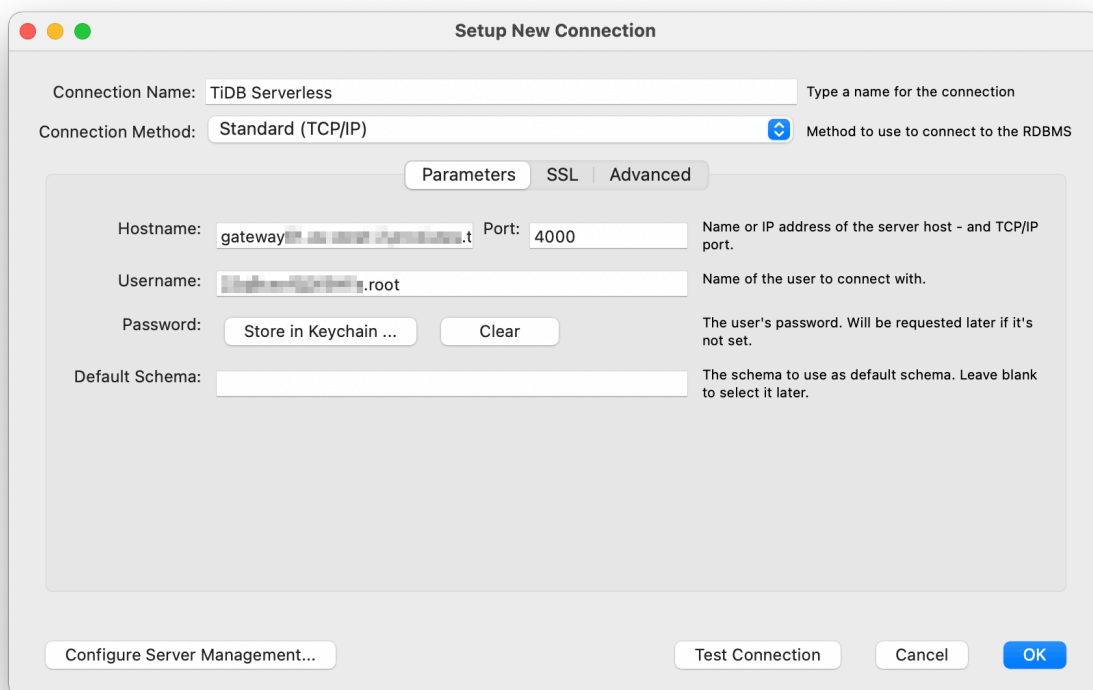 Setup New Connection
Connection Name: TiDB Serverless Type a name for the connection
Connection Method: Standard (TCP/IP) Method to use to connect to the RDBMS
Parameters SSL Advanced
Hostname: gateway .t Port: 4000 Name or IP address of the server host - and TCP/IP
port.
Username: .root Name of the user to connect with.
Password: Store in Keychain ... Clear The user's password. Will be requested later if it's
not set.
Default Schema: The schema to use as default schema. Leave blank
to select it later.
Configure Server Management... Test Connection Cancel OK